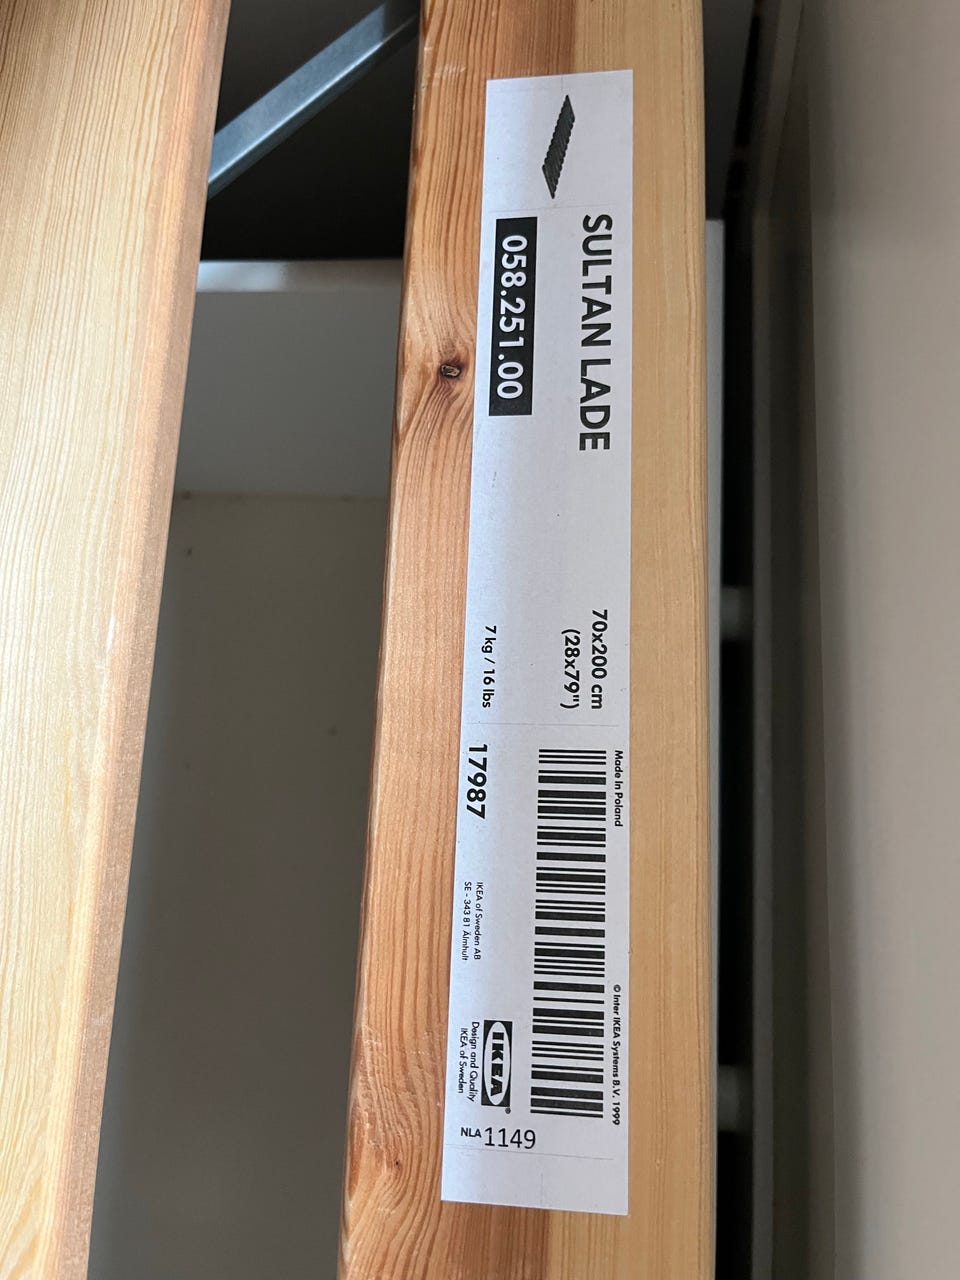 SULTAN LADE
058.251.00
70x200 cm
(28x79")
7 kg / 16 lbs
Made in Poland
17987
IKEA of Sweden AB
SE - 343 81 Älmhult
© Inter IKEA Systems B.V. 1999
IKEA®
Design and Quality
IKEA of Sweden
NLA 1149